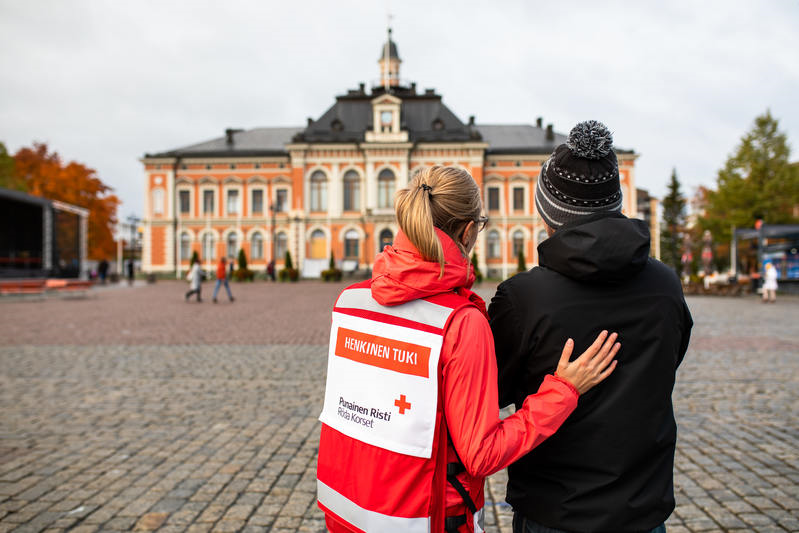 HENKINEN TUKI
Punainen Risti
Röda Korset